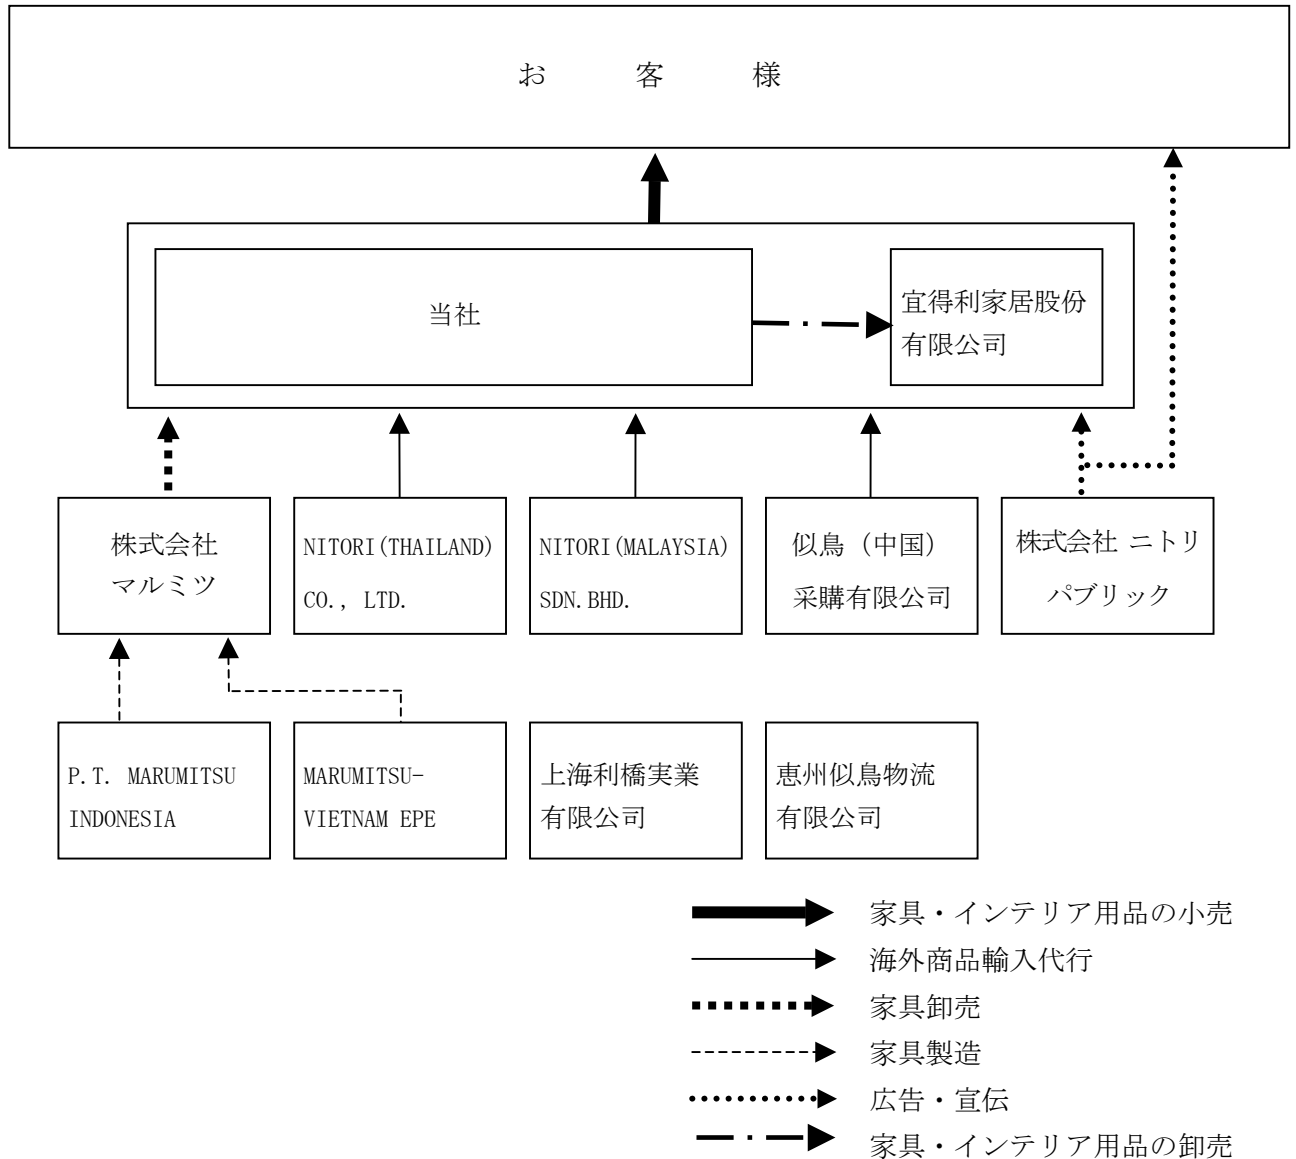 お客様
当社
宜得利家居股份
有限公司
株式会社
マルミツ
NITORI(THAILAND)
CO., LTD.
NITORI(MALAYSIA)
SDN.BHD.
似鳥（中国）
采購有限公司
株式会社 ニトリ
パブリック
P.T. MARUMITSU
INDONESIA
MARUMITSU-
VIETNAM EPE
上海利橋実業
有限公司
恵州似鳥物流
有限公司
家具・インテリア用品の小売
海外商品輸入代行
家具卸売
家具製造
広告・宣伝
家具・インテリア用品の卸売